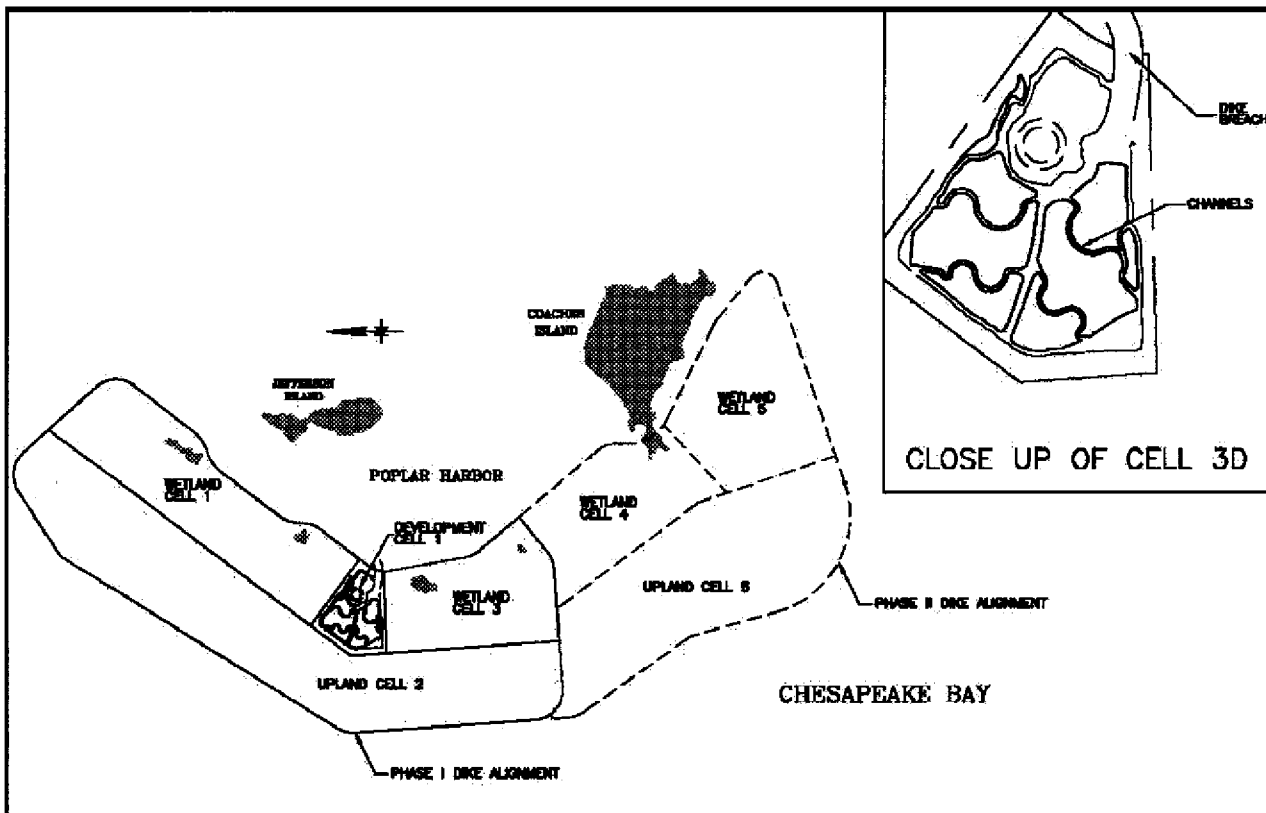 DIKE
BREACH
CHANNELS
CLOSE UP OF CELL 3D
COACHES
ISLAND
JEFFERSON
ISLAND
WETLAND
CELL 5
POPLAR HARBOR
WETLAND
CELL 1
WETLAND
CELL 4
DEVELOPMENT
CELL 1
UPLAND CELL 6
WETLAND
CELL 3
PHASE II DIKE ALIGNMENT
UPLAND CELL 2
CHESAPEAKE BAY
PHASE I DIKE ALIGNMENT